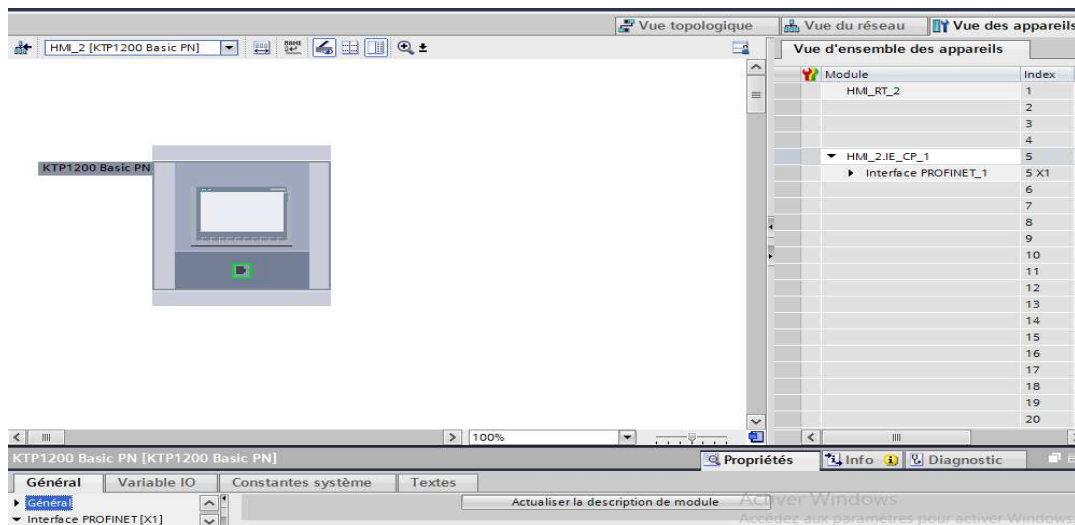 Vue topologique Vue du réseau Vue des appareils
HMI_2 [KTP1200 Basic PN]
Vue d'ensemble des appareils
Module Index
HMI_RT_2 1
2
3
4
HMI_2.IE_CP_1 5
Interface PROFINET_1 5 X1
6
7
8
9
10
11
12
13
14
15
16
17
18
19
20
KTP1200 Basic PN
100%
KTP1200 Basic PN [KTP1200 Basic PN]
Propriétés Info Diagnostic
Général Variable IO Constantes système Textes
Général
Actualiser la description de module
Activer Windows
Interface PROFINET [X1]
Accédez aux paramètres pour activer Windows